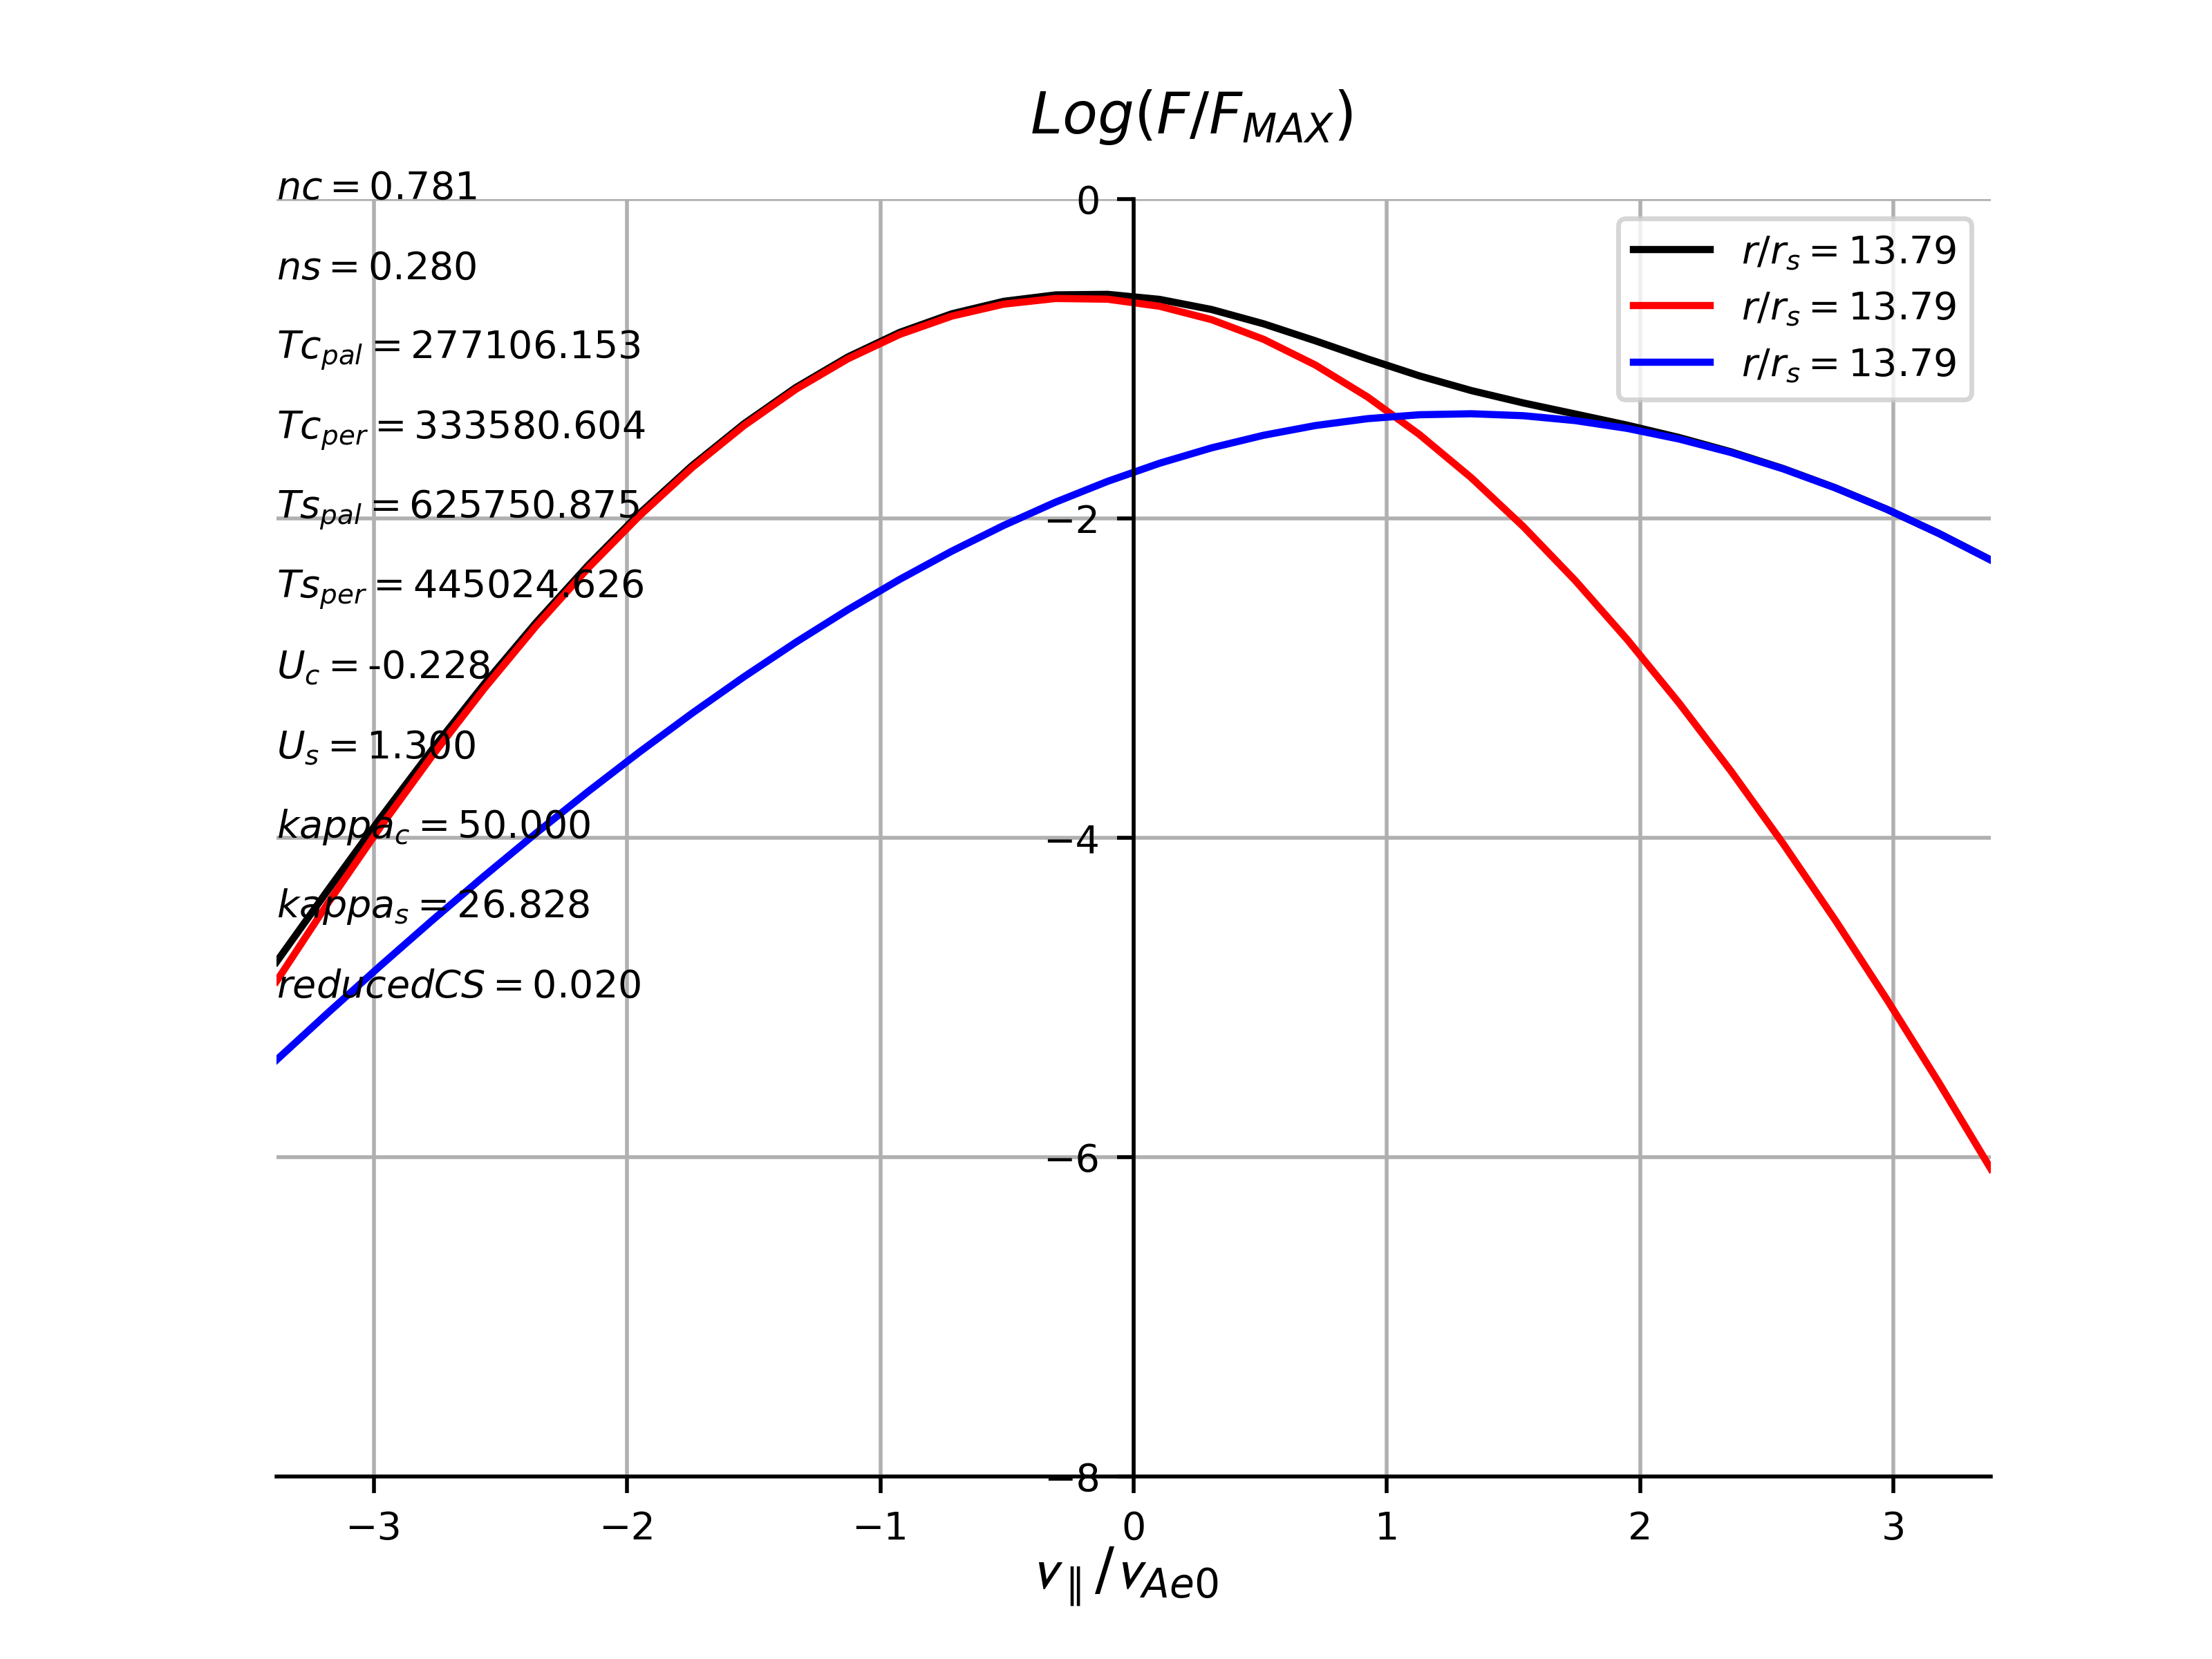 Log(F/F_MAX)
nc = 0.781
ns = 0.280
Tc_pal = 277106.153
Tc_per = 333580.604
Ts_pal = 625750.875
Ts_per = 445024.626
U_c = -0.228
U_s = 1.300
kappa_c = 50.000
kappa_s = 26.828
reducedCS = 0.020
r/r_s = 13.79
r/r_s = 13.79
r/r_s = 13.79
0
−2
−4
−6
−8
−3 −2 −1 0 1 2 3
v_∥/v_Ae0